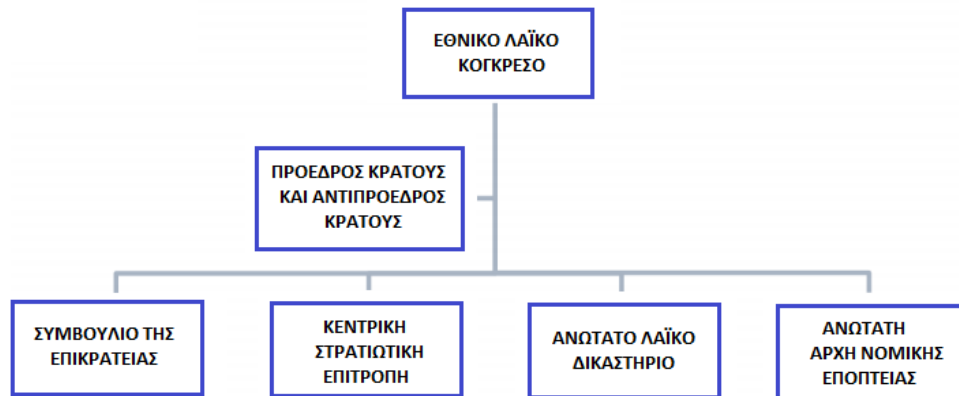 ΕΘΝΙΚΟ ΛΑΪΚΟ
ΚΟΓΚΡΕΣΟ
ΠΡΟΕΔΡΟΣ ΚΡΑΤΟΥΣ
ΚΑΙ ΑΝΤΙΠΡΟΕΔΡΟΣ
ΚΡΑΤΟΥΣ
ΣΥΜΒΟΥΛΙΟ ΤΗΣ
ΕΠΙΚΡΑΤΕΙΑΣ
ΚΕΝΤΡΙΚΗ
ΣΤΡΑΤΙΩΤΙΚΗ
ΕΠΙΤΡΟΠΗ
ΑΝΩΤΑΤΟ ΛΑΪΚΟ
ΔΙΚΑΣΤΗΡΙΟ
ΑΝΩΤΑΤΗ
ΑΡΧΗ ΝΟΜΙΚΗΣ
ΕΠΟΠΤΕΙΑΣ